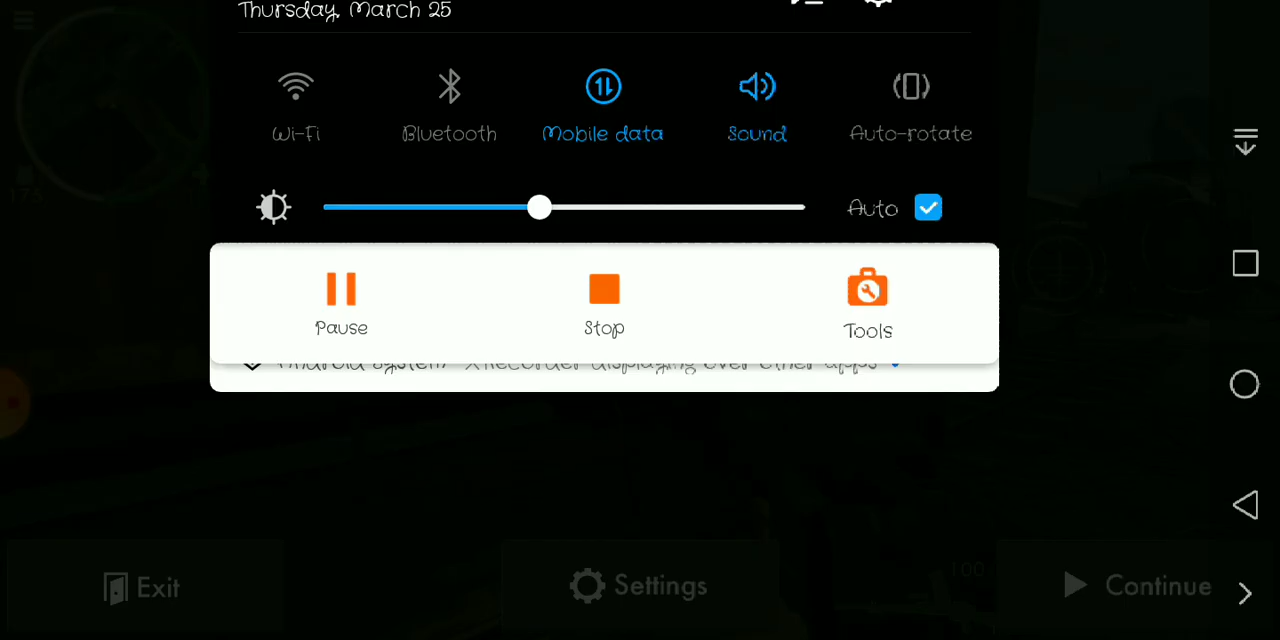 Thursday, March 25
Wi-Fi Bluetooth Mobile data Sound Auto-rotate
Auto
Pause Stop Tools
Android System XRecorder displaying over other apps
100
Exit Settings Continue